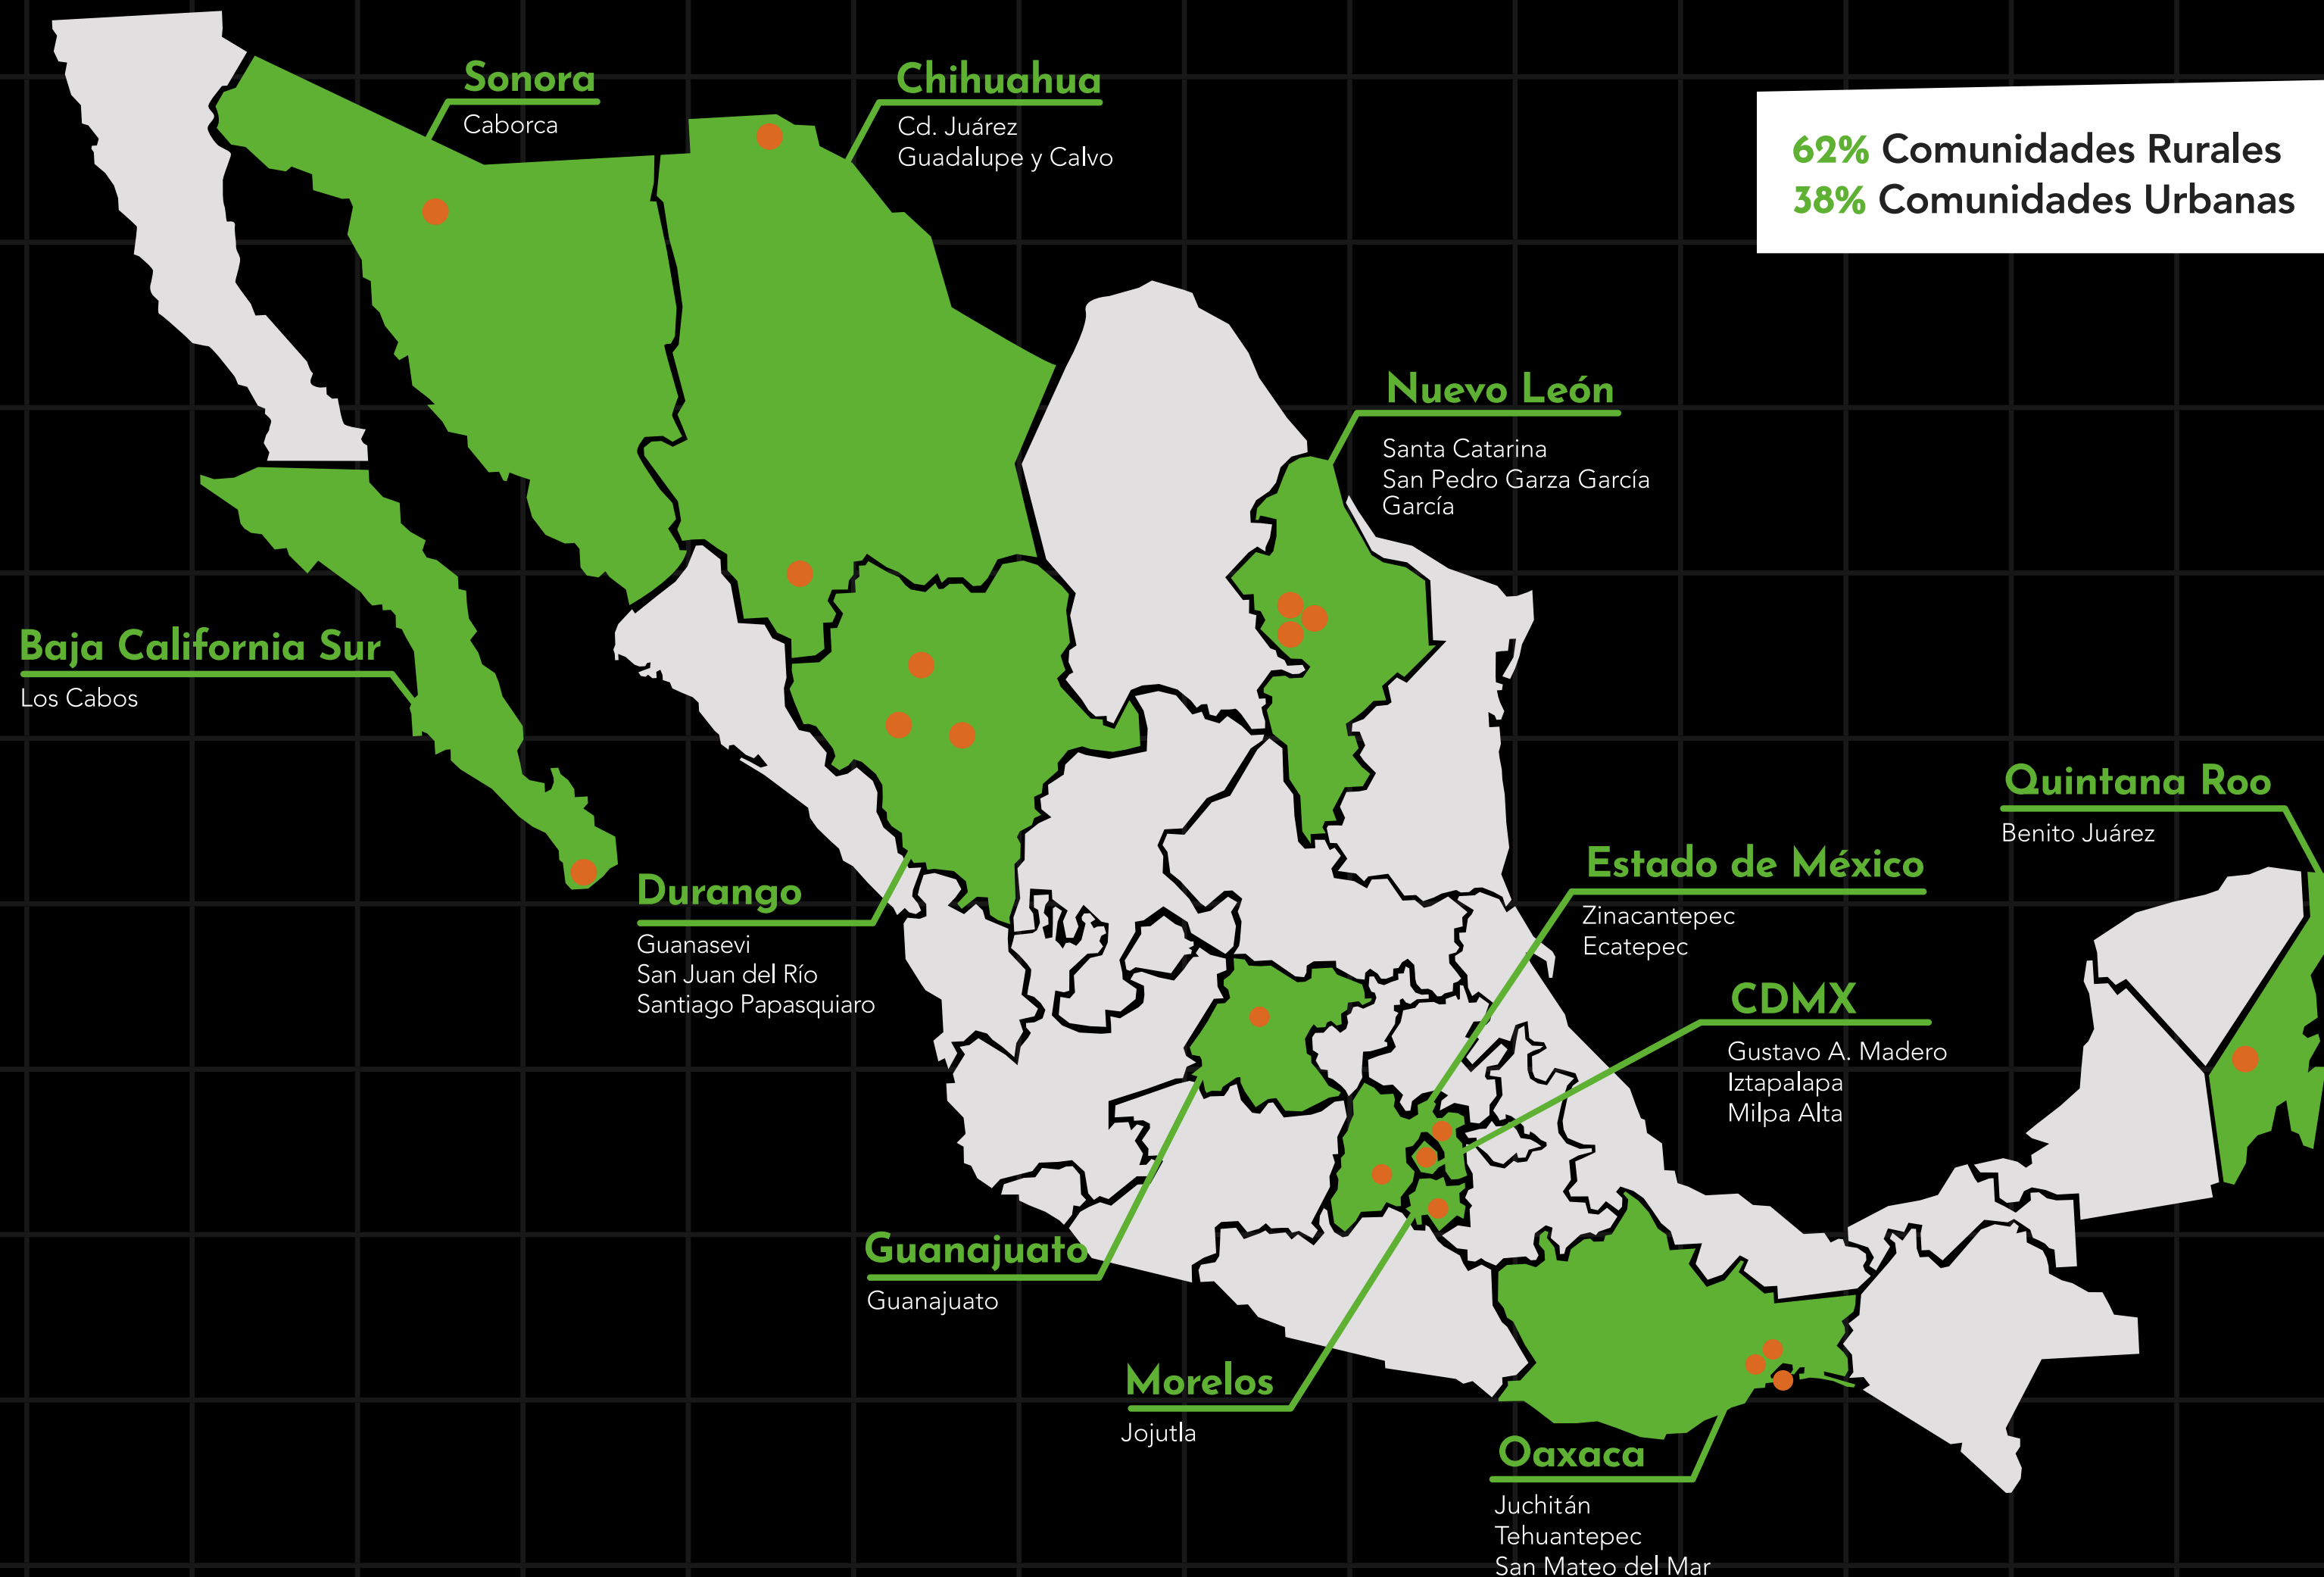 Sonora
Caborca
Chihuahua
Cd. Juárez
Guadalupe y Calvo
62% Comunidades Rurales
38% Comunidades Urbanas
Nuevo León
Santa Catarina
San Pedro Garza García
García
Baja California Sur
Los Cabos
Quintana Roo
Benito Juárez
Durango
Guanasevi
San Juan del Río
Santiago Papasquiaro
Estado de México
Zinacantepec
Ecatepec
CDMX
Gustavo A. Madero
Iztapalapa
Milpa Alta
Guanajuato
Guanajuato
Morelos
Jojutla
Oaxaca
Juchitán
Tehuantepec
San Mateo del Mar